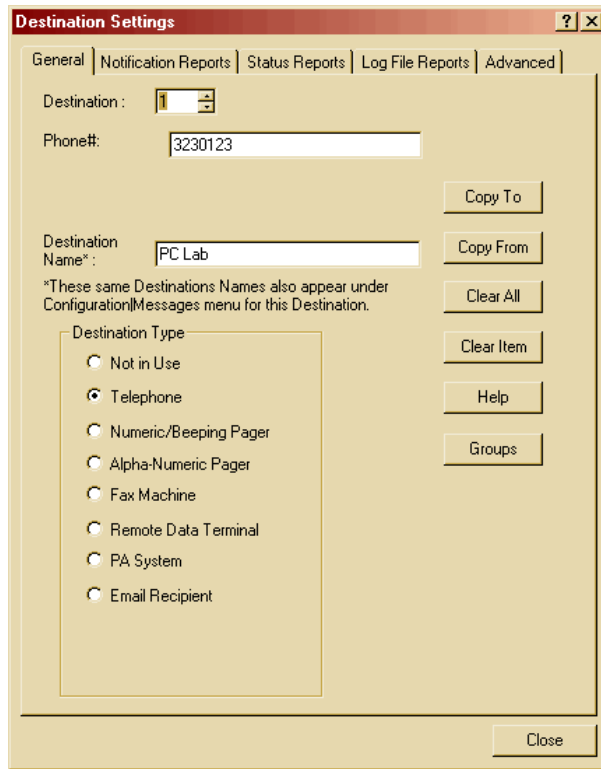 Destination Settings
? ×
General
Notification Reports
Status Reports
Log File Reports
Advanced
Destination :
1
Phone#:
3230123
Copy To
Destination
Name* :
PC Lab
Copy From
*These same Destinations Names also appear under
Configuration|Messages menu for this Destination.
Clear All
Destination Type
Not in Use
Clear Item
Telephone
Help
Numeric/Beeping Pager
Groups
Alpha-Numeric Pager
Fax Machine
Remote Data Terminal
PA System
Email Recipient
Close